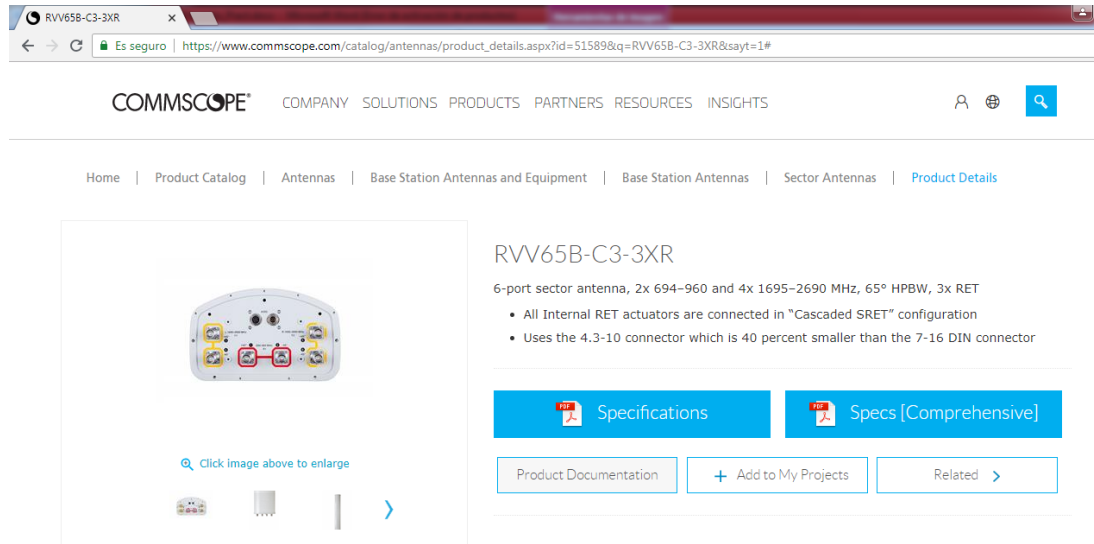 RVV65B-C3-3XR
Es seguro | https://www.commscope.com/catalog/antennas/product_details.aspx?id=51589&q=RVV65B-C3-3XR&sayt=1#
COMMSCOPE® COMPANY SOLUTIONS PRODUCTS PARTNERS RESOURCES INSIGHTS
Home | Product Catalog | Antennas | Base Station Antennas and Equipment | Base Station Antennas | Sector Antennas | Product Details
RVV65B-C3-3XR
6-port sector antenna, 2x 694–960 and 4x 1695–2690 MHz, 65° HPBW, 3x RET
• All Internal RET actuators are connected in “Cascaded SRET” configuration
• Uses the 4.3-10 connector which is 40 percent smaller than the 7-16 DIN connector
PDF Specifications
PDF Specs [Comprehensive]
Click image above to enlarge
Product Documentation
+ Add to My Projects
Related >